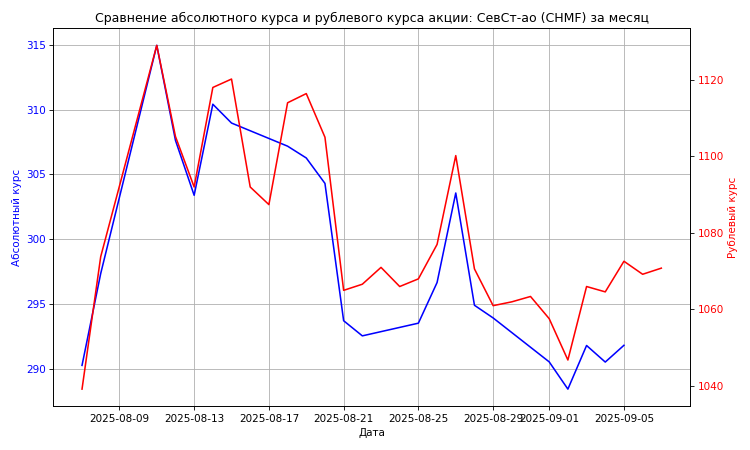 Сравнение абсолютного курса и рублевого курса акции: СевСт-ао (CHMF) за месяц
315
310
305
300
295
290
Абсолютный курс
1120
1100
1080
1060
1040
Рублевый курс
2025-08-09 2025-08-13 2025-08-17 2025-08-21 2025-08-25 2025-08-29 2025-09-01 2025-09-05
Дата